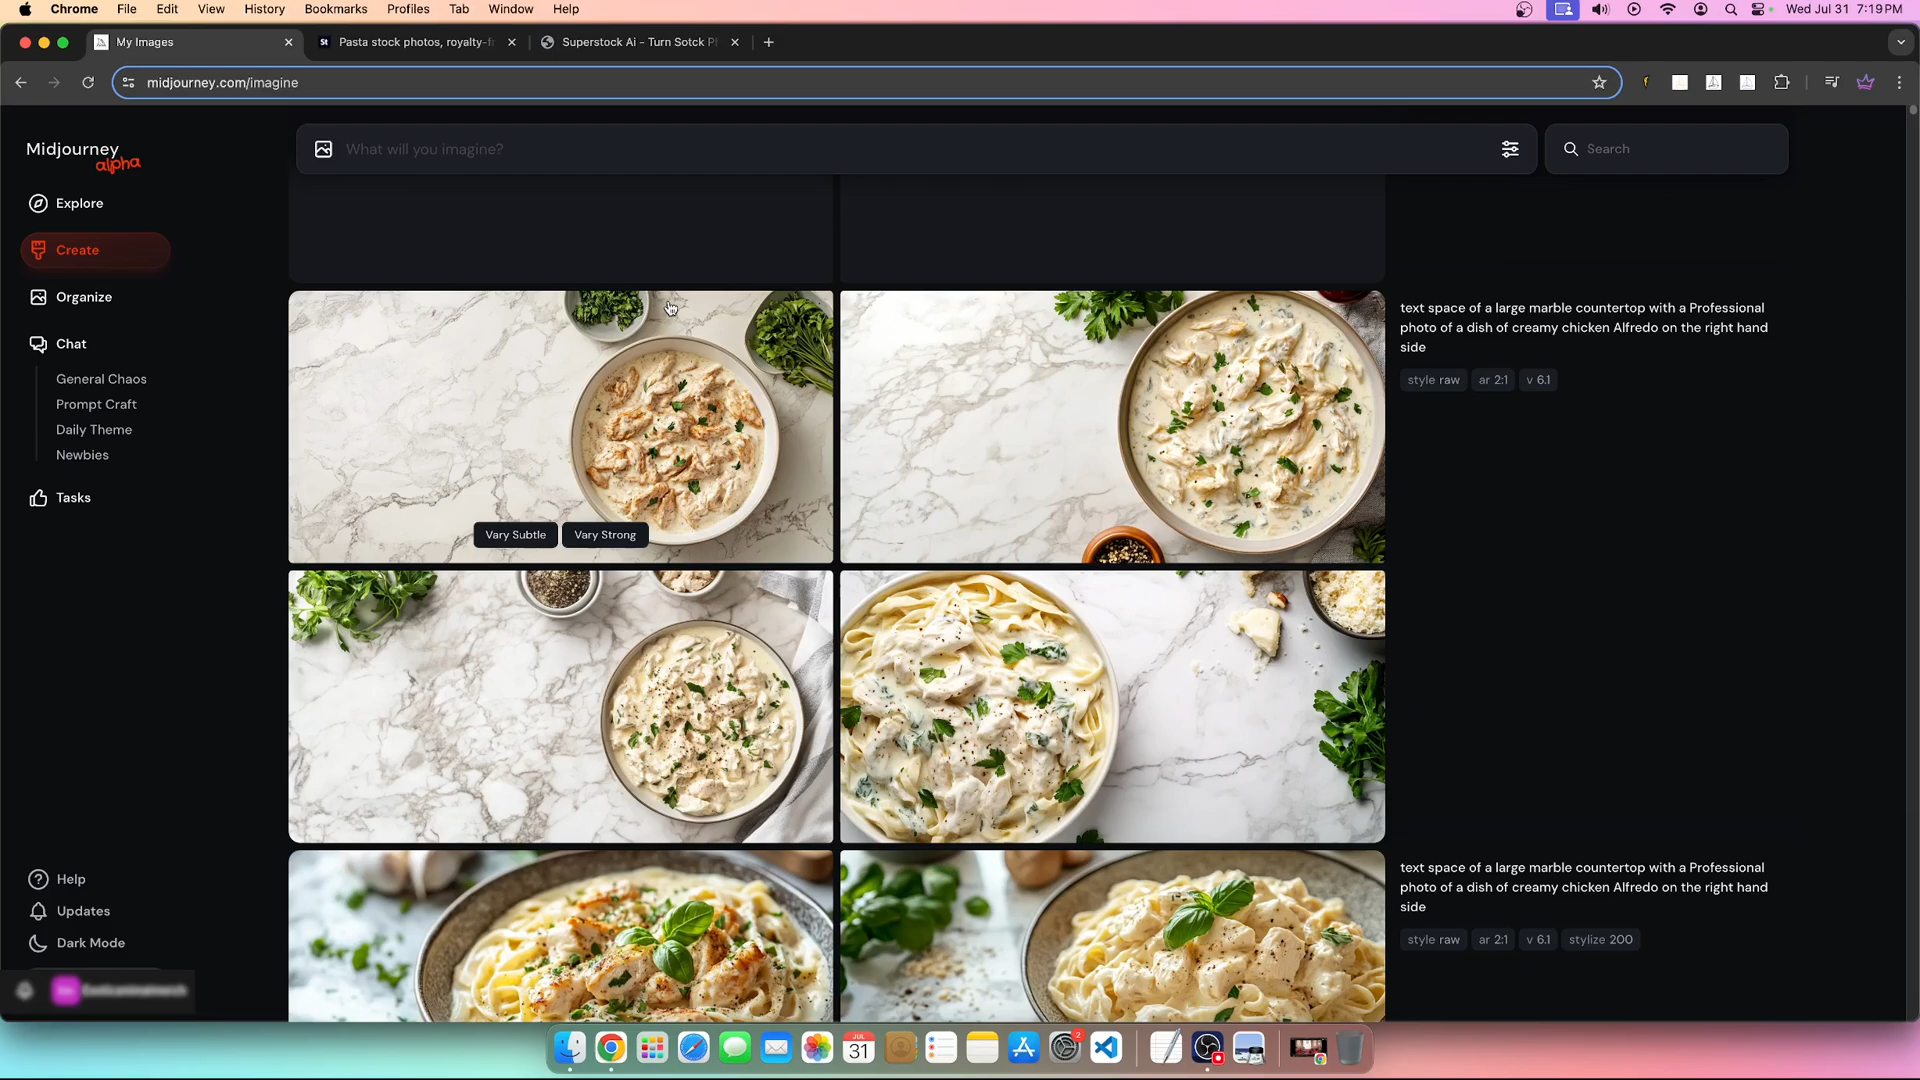 Chrome File Edit View History Bookmarks Profiles Tab Window Help Wed Jul 31 7:19 PM
My Images St Pasta stock photos, royalty-fr Superstock Ai - Turn Sotck P
midjourney.com/imagine
Midjourney
alpha
What will you imagine?
Search
Explore
Create
Organize
Chat
General Chaos
Prompt Craft
Daily Theme
Newbies
Tasks
Vary Subtle Vary Strong
text space of a large marble countertop with a Professional
photo of a dish of creamy chicken Alfredo on the right hand
side
style raw ar 2:1 v 6.1
text space of a large marble countertop with a Professional
photo of a dish of creamy chicken Alfredo on the right hand
side
style raw ar 2:1 v 6.1 stylize 200
Help
Updates
Dark Mode
JUL
31
2